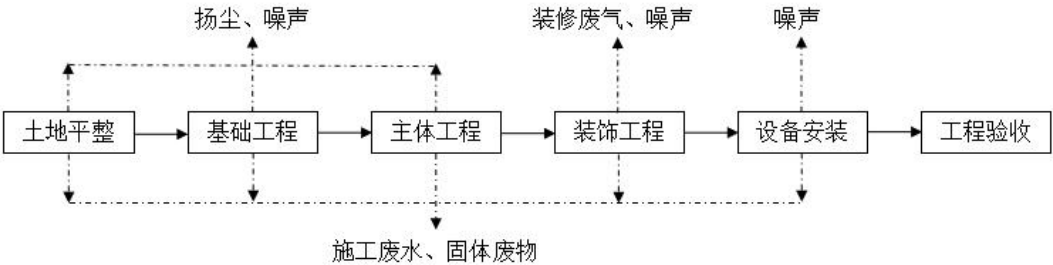 扬尘、噪声
装修废气、噪声
噪声
土地平整
基础工程
主体工程
装饰工程
设备安装
工程验收
施工废水、固体废物